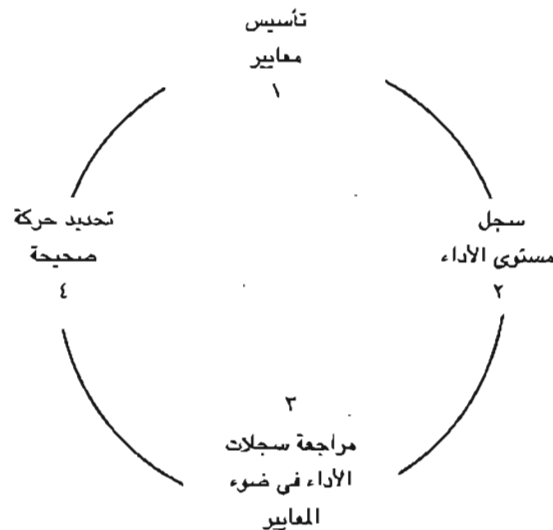 تأسيس
معايير
١
سجل
مستوى الأداء
٢
٣
مراجعة سجلات
الأداء في ضوء
المعايير
تحديد حركة
صحيحة
٤